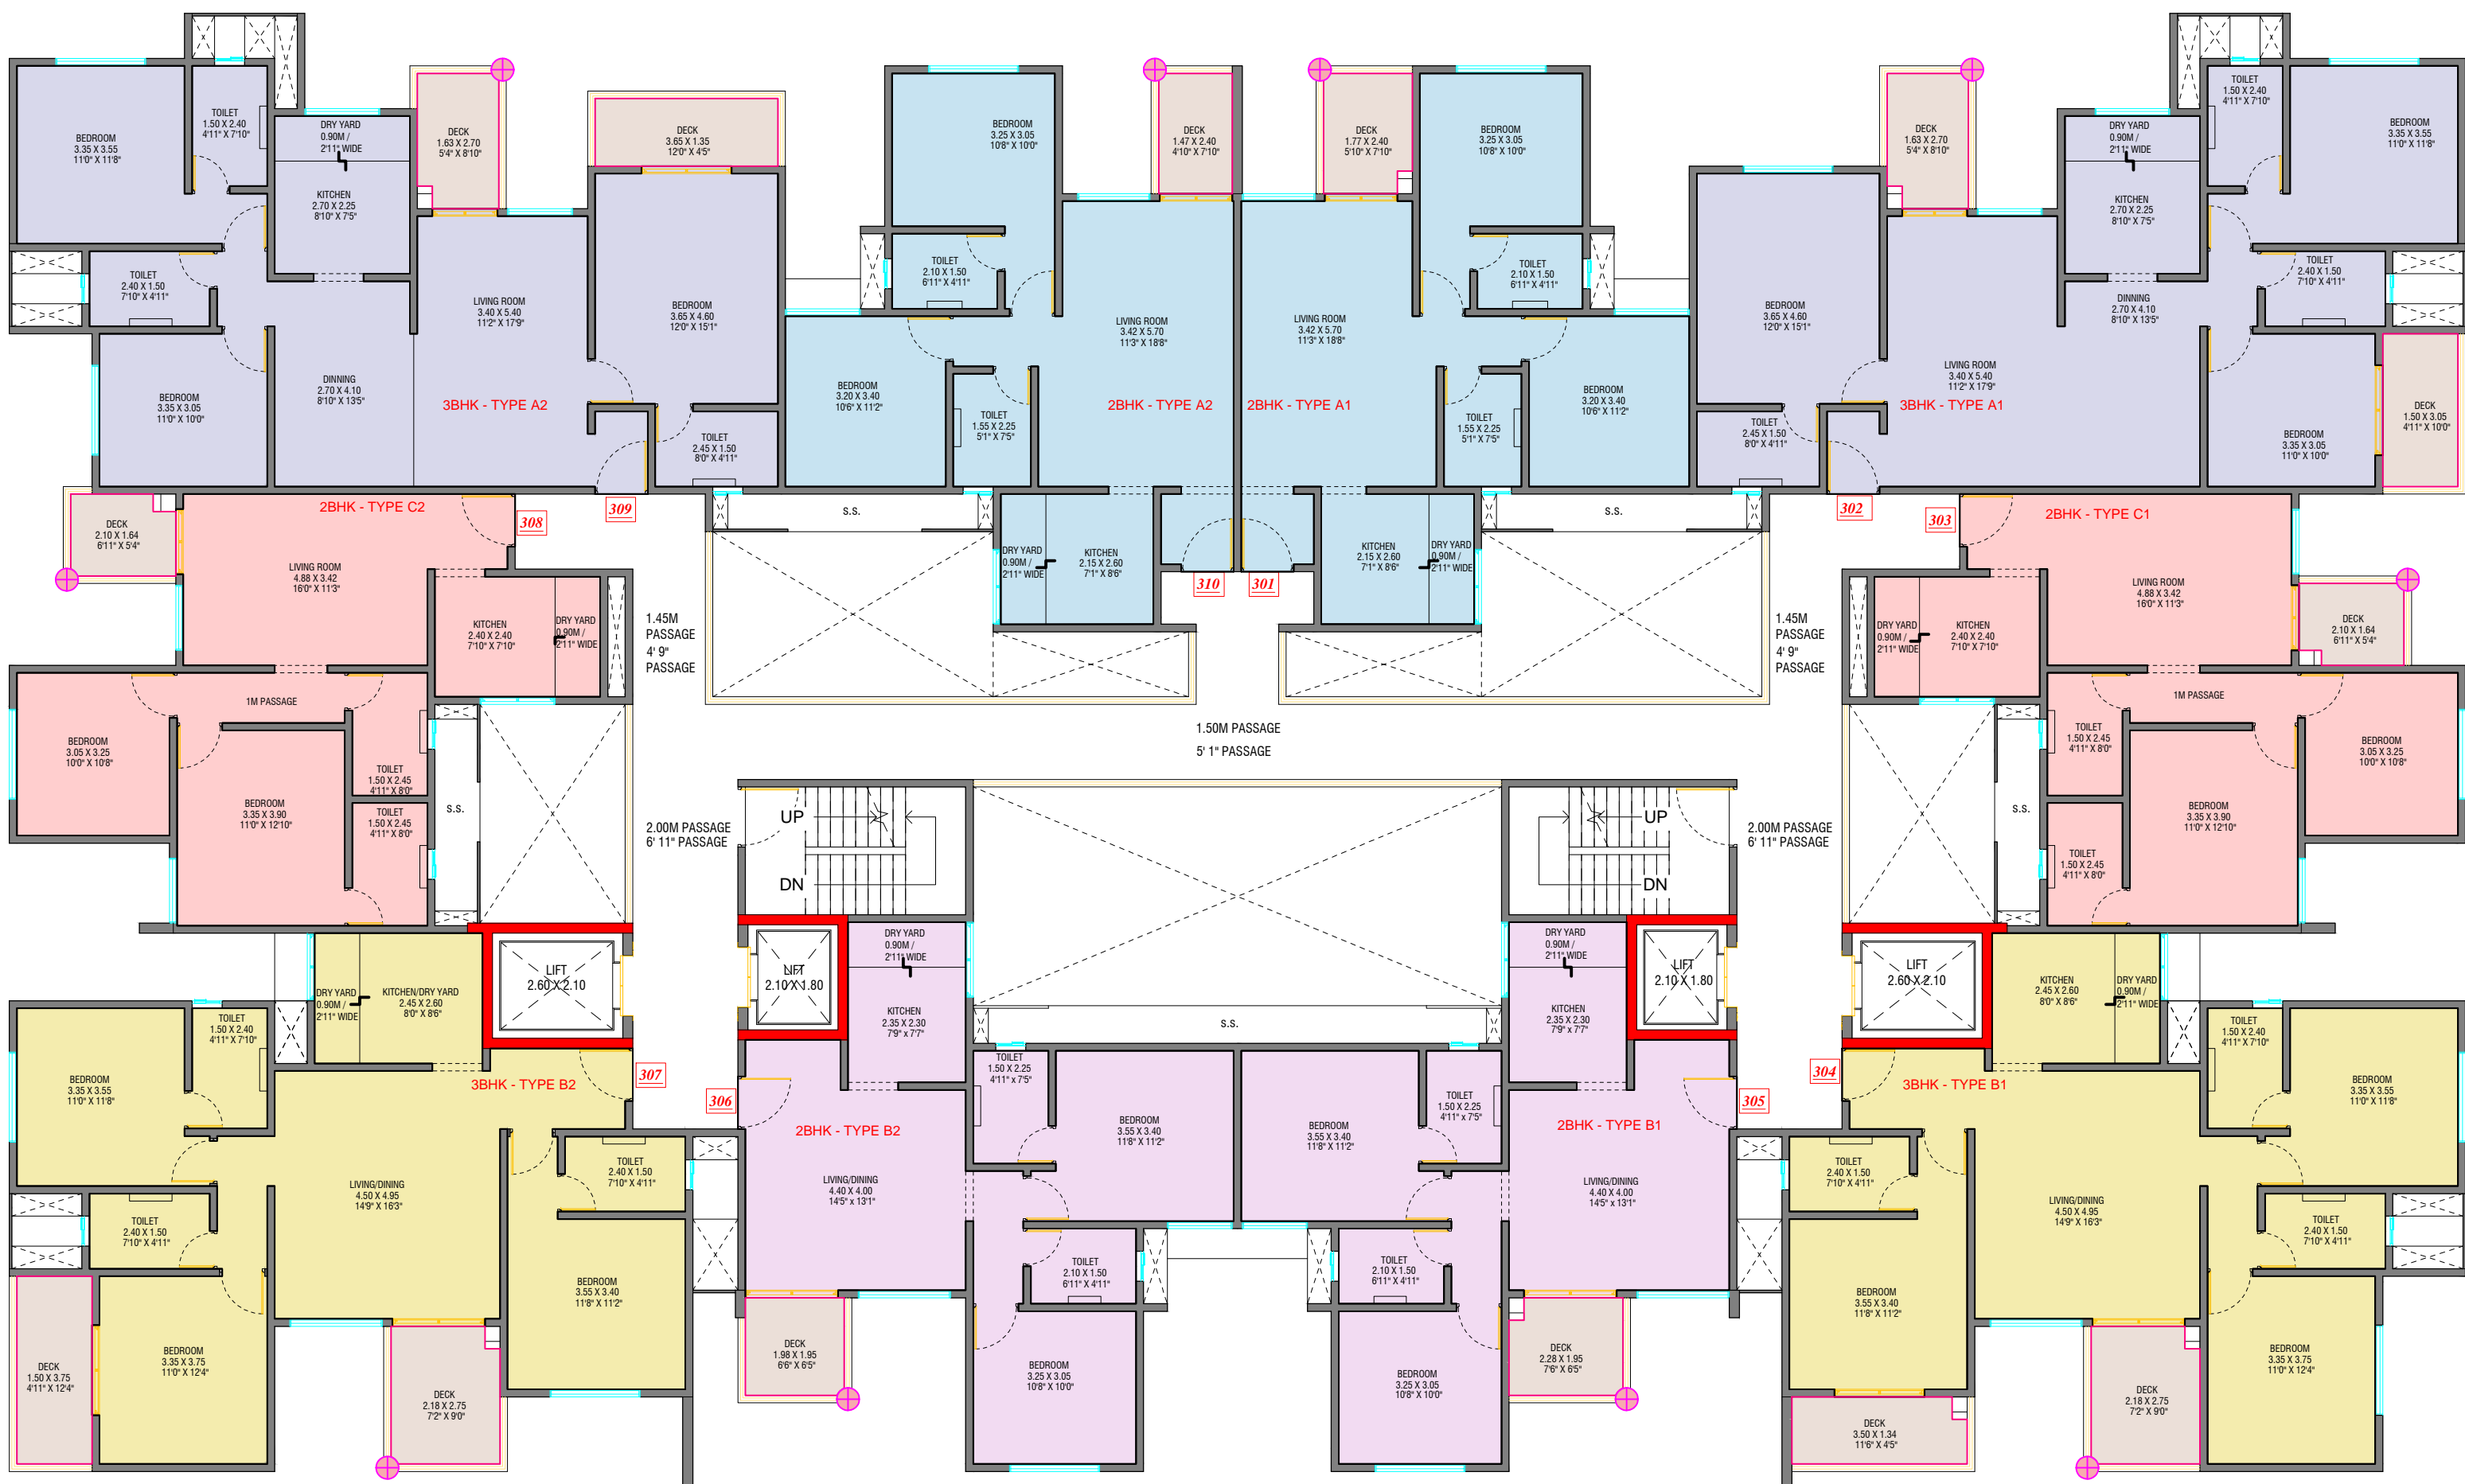 BEDROOM
3.35 X 3.55
11'0" X 11'8"
TOILET
1.50 X 2.40
4'11" X 7'10"
DRY YARD
0.90M /
2'11" WIDE
KITCHEN
2.70 X 2.25
8'10" X 7'5"
DECK
1.63 X 2.70
5'4" X 8'10"
DECK
3.65 X 1.35
12'0" X 4'5"
TOILET
2.40 X 1.50
7'10" X 4'11"
LIVING ROOM
3.40 X 5.40
11'2" X 17'9"
BEDROOM
3.65 X 4.60
12'0" X 15'1"
BEDROOM
3.35 X 3.05
11'0" X 10'0"
DINNING
2.70 X 4.10
8'10" X 13'5"
3BHK - TYPE A2
TOILET
2.45 X 1.50
8'0" X 4'11"
309
BEDROOM
3.25 X 3.05
10'8" X 10'0"
DECK
1.47 X 2.40
4'10" X 7'10"
TOILET
2.10 X 1.50
6'11" X 4'11"
LIVING ROOM
3.42 X 5.70
11'3" X 18'8"
BEDROOM
3.20 X 3.40
10'6" X 11'2"
TOILET
1.55 X 2.25
5'1" X 7'5"
2BHK - TYPE A2
S.S.
DRY YARD
0.90M /
2'11" WIDE
KITCHEN
2.15 X 2.60
7'1" X 8'6"
310
DECK
1.77 X 2.40
5'10" X 7'10"
BEDROOM
3.25 X 3.05
10'8" X 10'0"
TOILET
2.10 X 1.50
6'11" X 4'11"
LIVING ROOM
3.42 X 5.70
11'3" X 18'8"
2BHK - TYPE A1
TOILET
1.55 X 2.25
5'1" X 7'5"
BEDROOM
3.20 X 3.40
10'6" X 11'2"
S.S.
KITCHEN
2.15 X 2.60
7'1" X 8'6"
DRY YARD
0.90M /
2'11" WIDE
301
DECK
1.63 X 2.70
5'4" X 8'10"
DRY YARD
0.90M /
2'11" WIDE
KITCHEN
2.70 X 2.25
8'10" X 7'5"
TOILET
1.50 X 2.40
4'11" X 7'10"
BEDROOM
3.35 X 3.55
11'0" X 11'8"
BEDROOM
3.65 X 4.60
12'0" X 15'1"
DINNING
2.70 X 4.10
8'10" X 13'5"
TOILET
2.40 X 1.50
7'10" X 4'11"
LIVING ROOM
3.40 X 5.40
11'2" X 17'9"
3BHK - TYPE A1
TOILET
2.45 X 1.50
8'0" X 4'11"
BEDROOM
3.35 X 3.05
11'0" X 10'0"
DECK
1.50 X 3.05
4'11" X 10'0"
302
2BHK - TYPE C2
308
DECK
2.10 X 1.64
6'11" X 5'4"
LIVING ROOM
4.88 X 3.42
16'0" X 11'3"
KITCHEN
2.40 X 2.40
7'10" X 7'10"
DRY YARD
0.90M /
2'11" WIDE
1M PASSAGE
BEDROOM
3.05 X 3.25
10'0" X 10'8"
BEDROOM
3.35 X 3.90
11'0" X 12'10"
TOILET
1.50 X 2.45
4'11" X 8'0"
TOILET
1.50 X 2.45
4'11" X 8'0"
S.S.
1.45M
PASSAGE
4' 9"
PASSAGE
1.50M PASSAGE
5' 1" PASSAGE
1.45M
PASSAGE
4' 9"
PASSAGE
303
2BHK - TYPE C1
LIVING ROOM
4.88 X 3.42
16'0" X 11'3"
DECK
2.10 X 1.64
6'11" X 5'4"
DRY YARD
0.90M /
2'11" WIDE
KITCHEN
2.40 X 2.40
7'10" X 7'10"
1M PASSAGE
TOILET
1.50 X 2.45
4'11" X 8'0"
BEDROOM
3.05 X 3.25
10'0" X 10'8"
BEDROOM
3.35 X 3.90
11'0" X 12'10"
TOILET
1.50 X 2.45
4'11" X 8'0"
S.S.
2.00M PASSAGE
6' 11" PASSAGE
UP
DN
UP
DN
2.00M PASSAGE
6' 11" PASSAGE
LIFT
2.60 X 2.10
LIFT
2.10 X 1.80
LIFT
2.10 X 1.80
LIFT
2.60 X 2.10
DRY YARD
0.90M /
2'11" WIDE
KITCHEN/DRY YARD
2.45 X 2.60
8'0" X 8'6"
TOILET
1.50 X 2.40
4'11" X 7'10"
BEDROOM
3.35 X 3.55
11'0" X 11'8"
3BHK - TYPE B2
307
LIVING/DINING
4.50 X 4.95
14'9" X 16'3"
TOILET
2.40 X 1.50
7'10" X 4'11"
TOILET
2.40 X 1.50
7'10" X 4'11"
BEDROOM
3.55 X 3.40
11'8" X 11'2"
BEDROOM
3.35 X 3.75
11'0" X 12'4"
DECK
1.50 X 3.75
4'11" X 12'4"
DECK
2.18 X 2.75
7'2" X 9'0"
DRY YARD
0.90M /
2'11" WIDE
KITCHEN
2.35 X 2.30
7'9" x 7'7"
S.S.
306
2BHK - TYPE B2
TOILET
1.50 X 2.25
4'11" x 7'5"
BEDROOM
3.55 X 3.40
11'8" X 11'2"
LIVING/DINING
4.40 X 4.00
14'5" x 13'1"
TOILET
2.10 X 1.50
6'11" X 4'11"
DECK
1.98 X 1.95
6'6" X 6'5"
BEDROOM
3.25 X 3.05
10'8" X 10'0"
DRY YARD
0.90M /
2'11" WIDE
KITCHEN
2.35 X 2.30
7'9" x 7'7"
BEDROOM
3.55 X 3.40
11'8" X 11'2"
TOILET
1.50 X 2.25
4'11" x 7'5"
2BHK - TYPE B1
305
LIVING/DINING
4.40 X 4.00
14'5" x 13'1"
TOILET
2.10 X 1.50
6'11" X 4'11"
BEDROOM
3.25 X 3.05
10'8" X 10'0"
DECK
2.28 X 1.95
7'6" X 6'5"
KITCHEN
2.45 X 2.60
8'0" X 8'6"
DRY YARD
0.90M /
2'11" WIDE
304
3BHK - TYPE B1
TOILET
1.50 X 2.40
4'11" X 7'10"
BEDROOM
3.35 X 3.55
11'0" X 11'8"
TOILET
2.40 X 1.50
7'10" X 4'11"
LIVING/DINING
4.50 X 4.95
14'9" X 16'3"
TOILET
2.40 X 1.50
7'10" X 4'11"
BEDROOM
3.55 X 3.40
11'8" X 11'2"
BEDROOM
3.35 X 3.75
11'0" X 12'4"
DECK
3.50 X 1.34
11'6" X 4'5"
DECK
2.18 X 2.75
7'2" X 9'0"